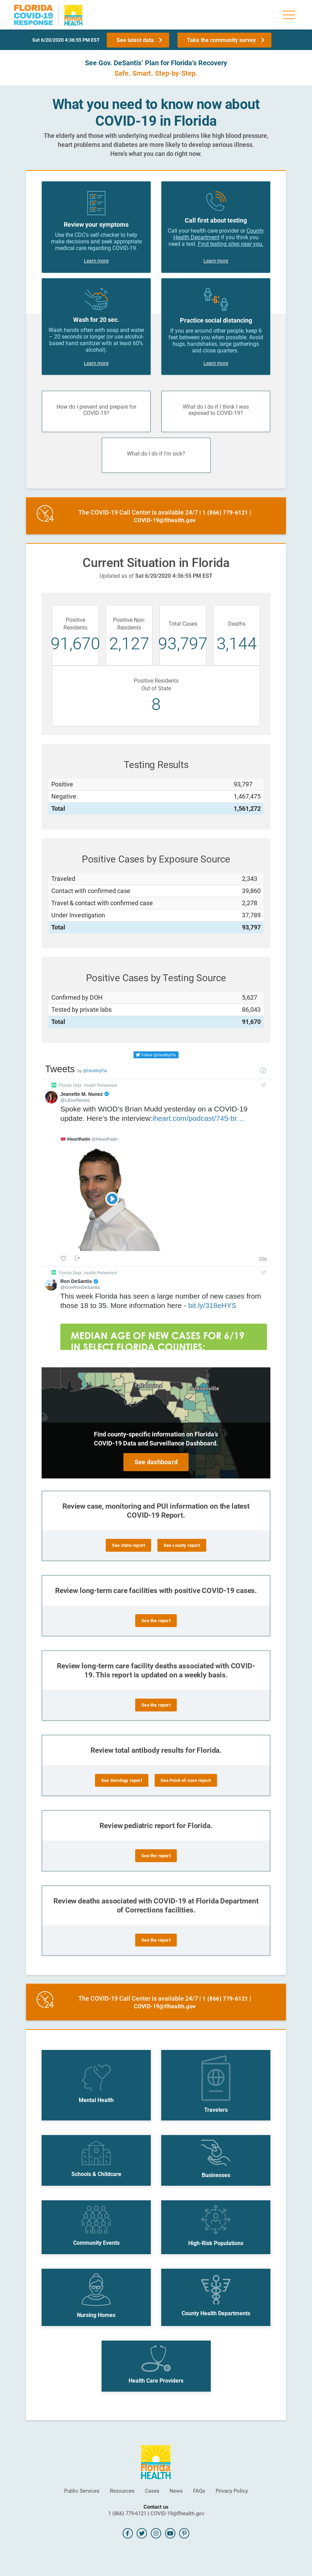 FLORIDA
COVID-19
RESPONSE
Florida
HEALTH
Sat 6/20/2020 4:36:55 PM EST
See latest data
Take the community survey
See Gov. DeSantis' Plan for Florida's Recovery
Safe. Smart. Step-by-Step.
What you need to know now about
COVID-19 in Florida
The elderly and those with underlying medical problems like high blood pressure,
heart problems and diabetes are more likely to develop serious illness.
Here's what you can do right now.
Review your symptoms
Use the CDC's self-checker to help
make decisions and seek appropriate
medical care regarding COVID-19.
Learn more
Call first about testing
Call your health care provider or County
Health Department if you think you
need a test. Find testing sites near you.
Learn more
Wash for 20 sec.
Wash hands often with soap and water
– 20 seconds or longer (or use alcohol-
based hand sanitizer with at least 60%
alcohol).
Learn more
Practice social distancing
If you are around other people, keep 6
feet between you when possible. Avoid
hugs, handshakes, large gatherings
and close quarters.
Learn more
How do I prevent and prepare for
COVID-19?
What do I do if I think I was
exposed to COVID-19?
What do I do if I'm sick?
24
The COVID-19 Call Center is available 24/7 | 1 (866) 779-6121 |
COVID-19@flhealth.gov
Current Situation in Florida
Updated as of Sat 6/20/2020 4:36:55 PM EST
Positive
Residents
91,670
Positive Non-
Residents
2,127
Total Cases
93,797
Deaths
3,144
Positive Residents
Out of State
8
Testing Results
Positive 93,797
Negative 1,467,475
Total 1,561,272
Positive Cases by Exposure Source
Traveled 2,343
Contact with confirmed case 39,860
Travel & contact with confirmed case 2,278
Under Investigation 37,789
Total 93,797
Positive Cases by Testing Source
Confirmed by DOH 5,627
Tested by private labs 86,043
Total 91,670
Follow @HealthyFla
Tweets by @HealthyFla
Florida Dept. Health Retweeted
Jeanette M. Nunez
@LtGovNunez
Spoke with WIOD's Brian Mudd yesterday on a COVID-19
update. Here's the interview:iheart.com/podcast/745-br…
iHeartRadio @iHeartRadio
20m
Florida Dept. Health Retweeted
Ron DeSantis
@GovRonDeSantis
This week Florida has seen a large number of new cases from
those 18 to 35. More information here - bit.ly/318eHYS
MEDIAN AGE OF NEW CASES FOR 6/19
IN SELECT FLORIDA COUNTIES:
Tallahassee
Jacksonville
Find county-specific information on Florida's
COVID-19 Data and Surveillance Dashboard.
See dashboard
Review case, monitoring and PUI information on the latest
COVID-19 Report.
See state report
See county report
Review long-term care facilities with positive COVID-19 cases.
See the report
Review long-term care facility deaths associated with COVID-
19. This report is updated on a weekly basis.
See the report
Review total antibody results for Florida.
See Serology report
See Point-of-care report
Review pediatric report for Florida.
See the report
Review deaths associated with COVID-19 at Florida Department
of Corrections facilities.
See the report
24
The COVID-19 Call Center is available 24/7 | 1 (866) 779-6121 |
COVID-19@flhealth.gov
Mental Health
Travelers
Schools & Childcare
Businesses
Community Events
High-Risk Populations
Nursing Homes
County Health Departments
Health Care Providers
Florida
HEALTH
Public Services
Resources
Cases
News
FAQs
Privacy Policy
Contact us
1 (866) 779-6121 | COVID-19@flhealth.gov